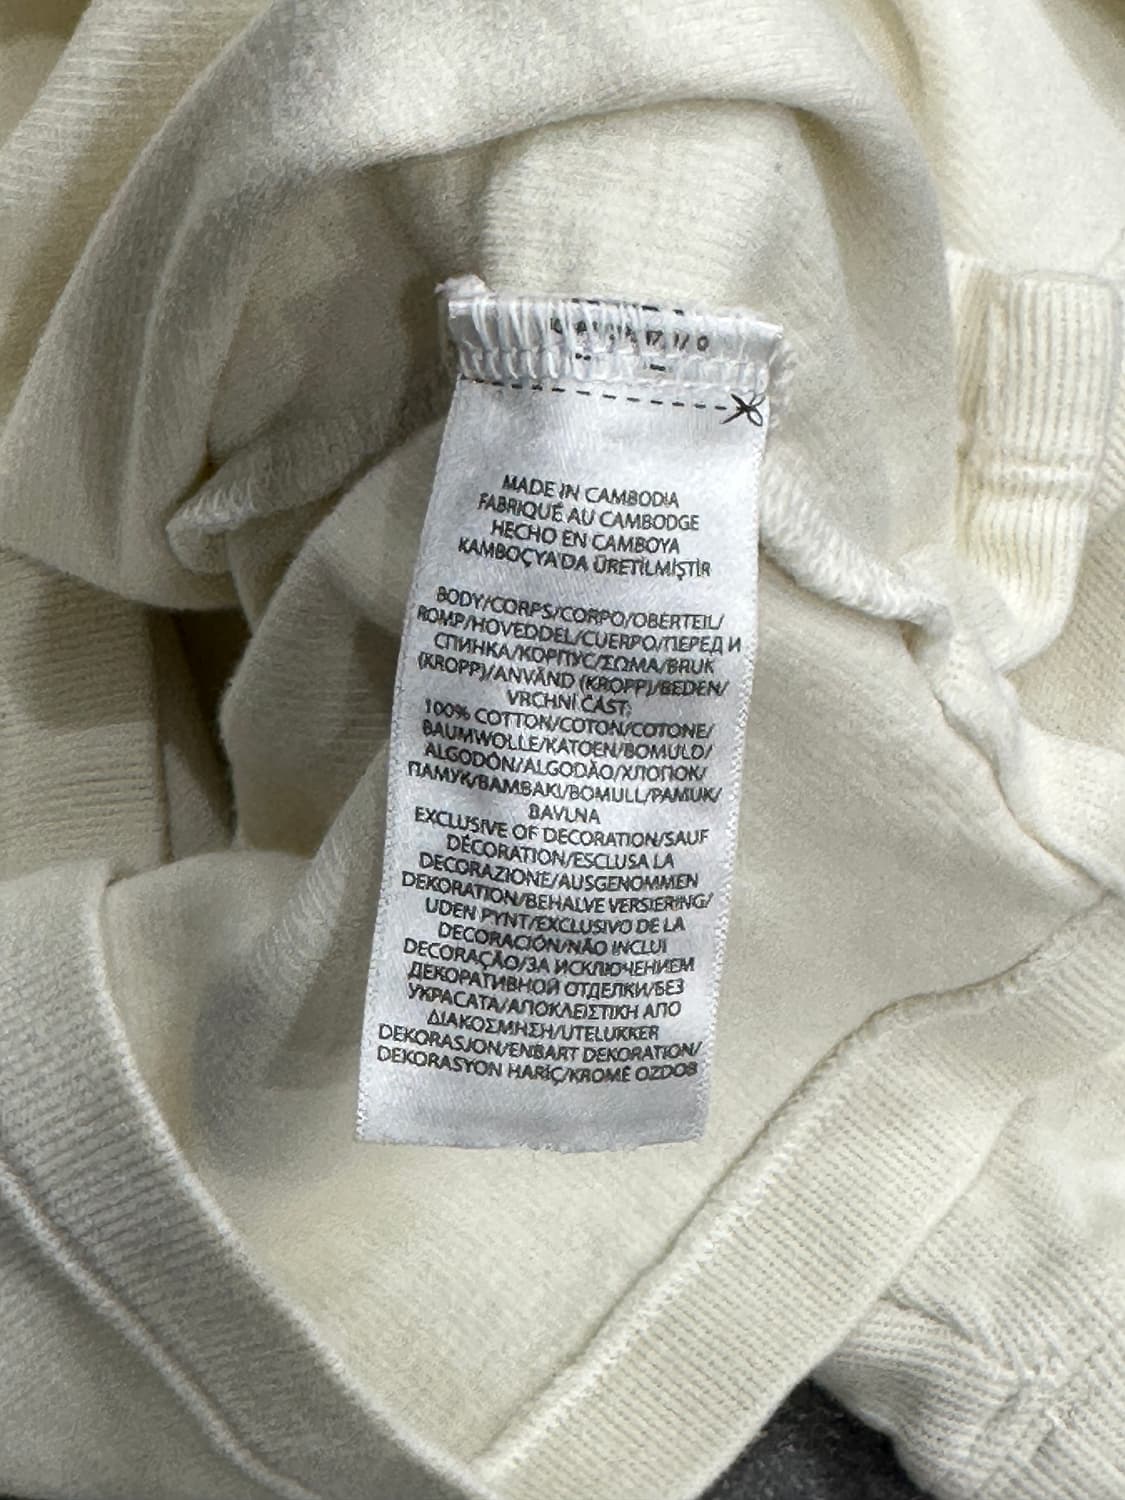 MADE IN CAMBODIA
FABRIQUÉ AU CAMBODGE
HECHO EN CAMBOYA
KAMBOÇYA'DA ÜRETİLMİŞTİR
BODY/CORPS/CORPO/OBERTEIL/
ROMP/HOVEDDEL/CUERPO/ПЕРЕД И
СПИНКА/КОРПУС/ΣΩΜΑ/BRUK
(KROPP)/ANVÄND (KROPP)/BEDEN/
VRCHNÍ ČAST:
100% COTTON/COTON/COTONE/
BAUMWOLLE/KATOEN/BOMULD/
ALGODÓN/ALGODÃO/ХЛОПОК/
ПАМУК/BAMBAKI/BOMULL/PAMUK/
BAVLNA
EXCLUSIVE OF DECORATION/SAUF
DÉCORATION/ESCLUSA LA
DECORAZIONE/AUSGENOMMEN
DEKORATION/BEHALVE VERSIERING/
UDEN PYNT/EXCLUSIVO DE LA
DECORACIÓN/NÃO INCLUI
DECORAÇÃO/ЗА ИСКЛЮЧЕНИЕМ
ДЕКОРАТИВНОЙ ОТДЕЛКИ/БЕЗ
УКРАСАТА/ΑΠΟΚΛΕΙΣΤΙΚΗ ΑΠΟ
ΔΙΑΚΟΣΜΗΣΗ/UTELUKKER
DEKORASJON/ENBART DEKORATION/
DEKORASYON HARİÇ/KROMĚ OZDOB